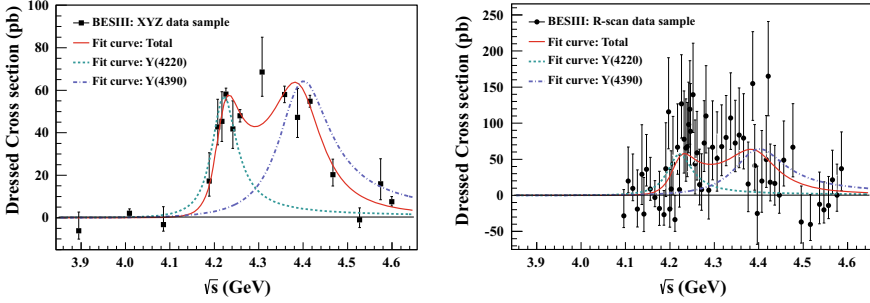 Dressed Cross section (pb)
100
80
60
40
20
0
BESIII: XYZ data sample
Fit curve: Total
Fit curve: Y(4220)
Fit curve: Y(4390)
3.9 4.0 4.1 4.2 4.3 4.4 4.5 4.6
√s (GeV)
Dressed Cross section (pb)
250
200
150
100
50
0
-50
BESIII: R-scan data sample
Fit curve: Total
Fit curve: Y(4220)
Fit curve: Y(4390)
3.9 4.0 4.1 4.2 4.3 4.4 4.5 4.6
√s (GeV)